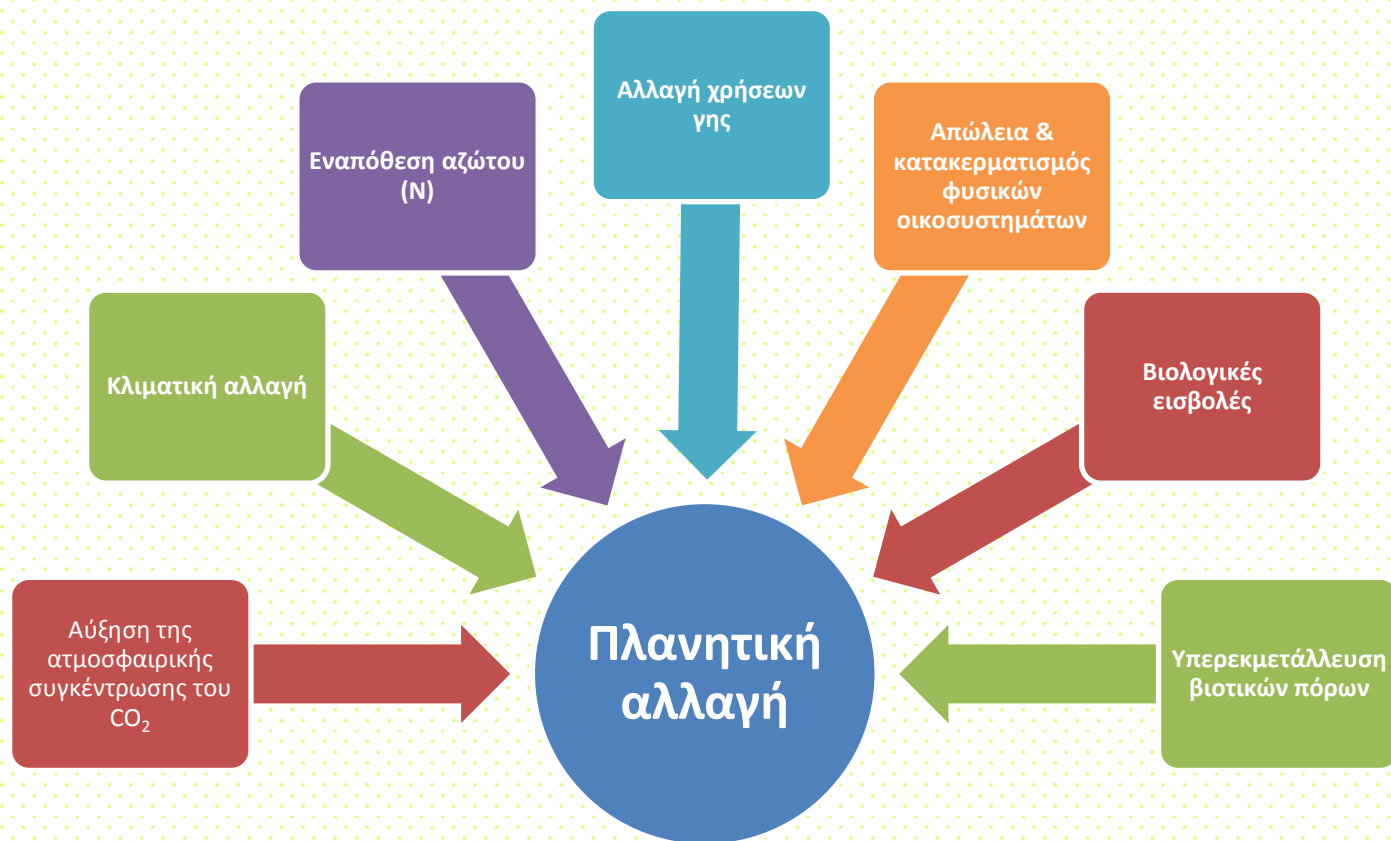 Αλλαγή χρήσεων
γης
Εναπόθεση αζώτου
(Ν)
Απώλεια &
κατακερματισμός
φυσικών
οικοσυστημάτων
Κλιματική αλλαγή
Βιολογικές
εισβολές
Αύξηση της
ατμοσφαιρικής
συγκέντρωσης του
CO₂
Πλανητική
αλλαγή
Υπερεκμετάλλευση
βιοτικών πόρων